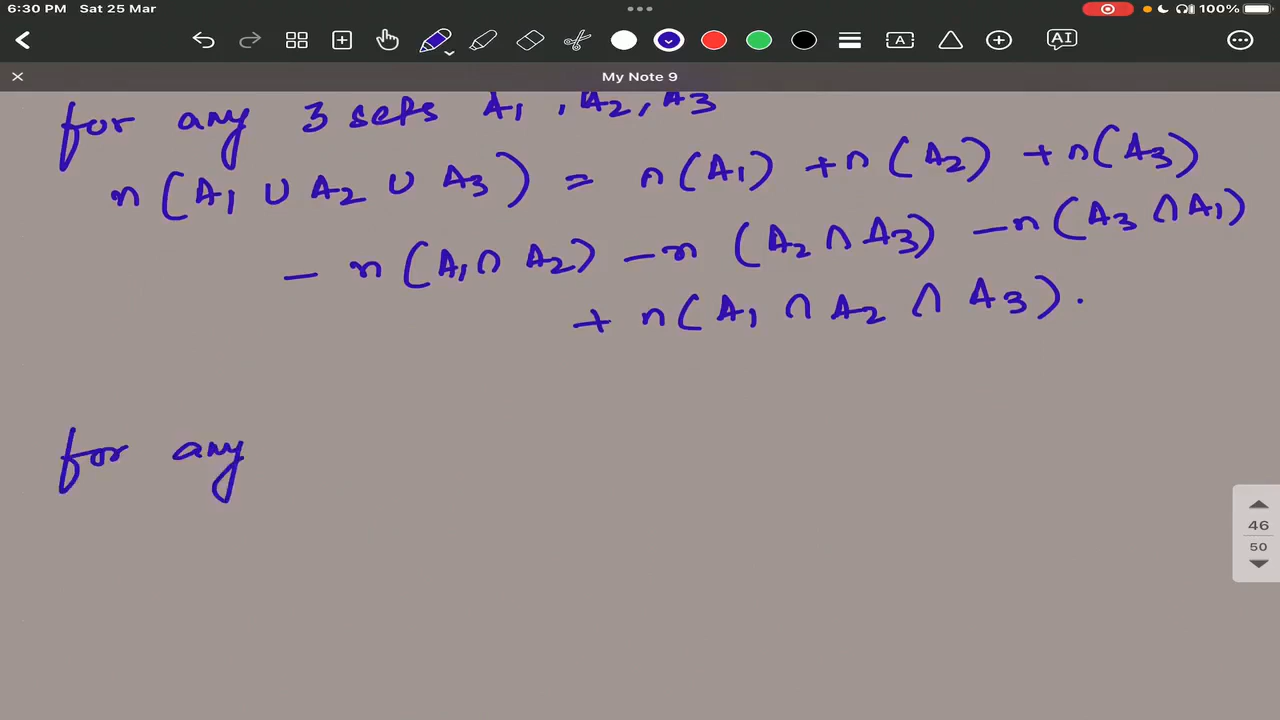 6:30 PM Sat 25 Mar 100%
A AI
My Note 9
for any 3 sets A₁, A₂, A₃
n(A₁ ∪ A₂ ∪ A₃) = n(A₁) + n(A₂) + n(A₃)
− n(A₁ ∩ A₂) − n(A₂ ∩ A₃) − n(A₃ ∩ A₁)
+ n(A₁ ∩ A₂ ∩ A₃).
for any
46
50